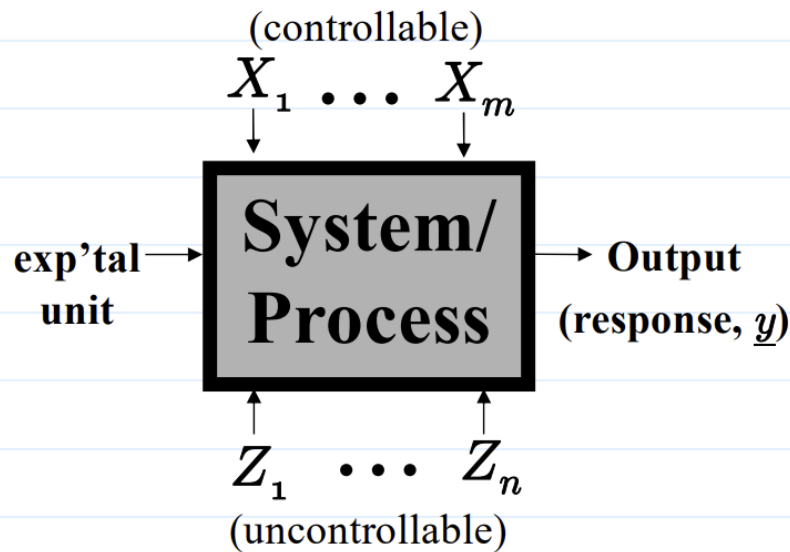 (controllable)
X₁ • • • Xₘ
System/
Process
exp'tal
unit
Output
(response, y)
Z₁ • • • Zₙ
(uncontrollable)